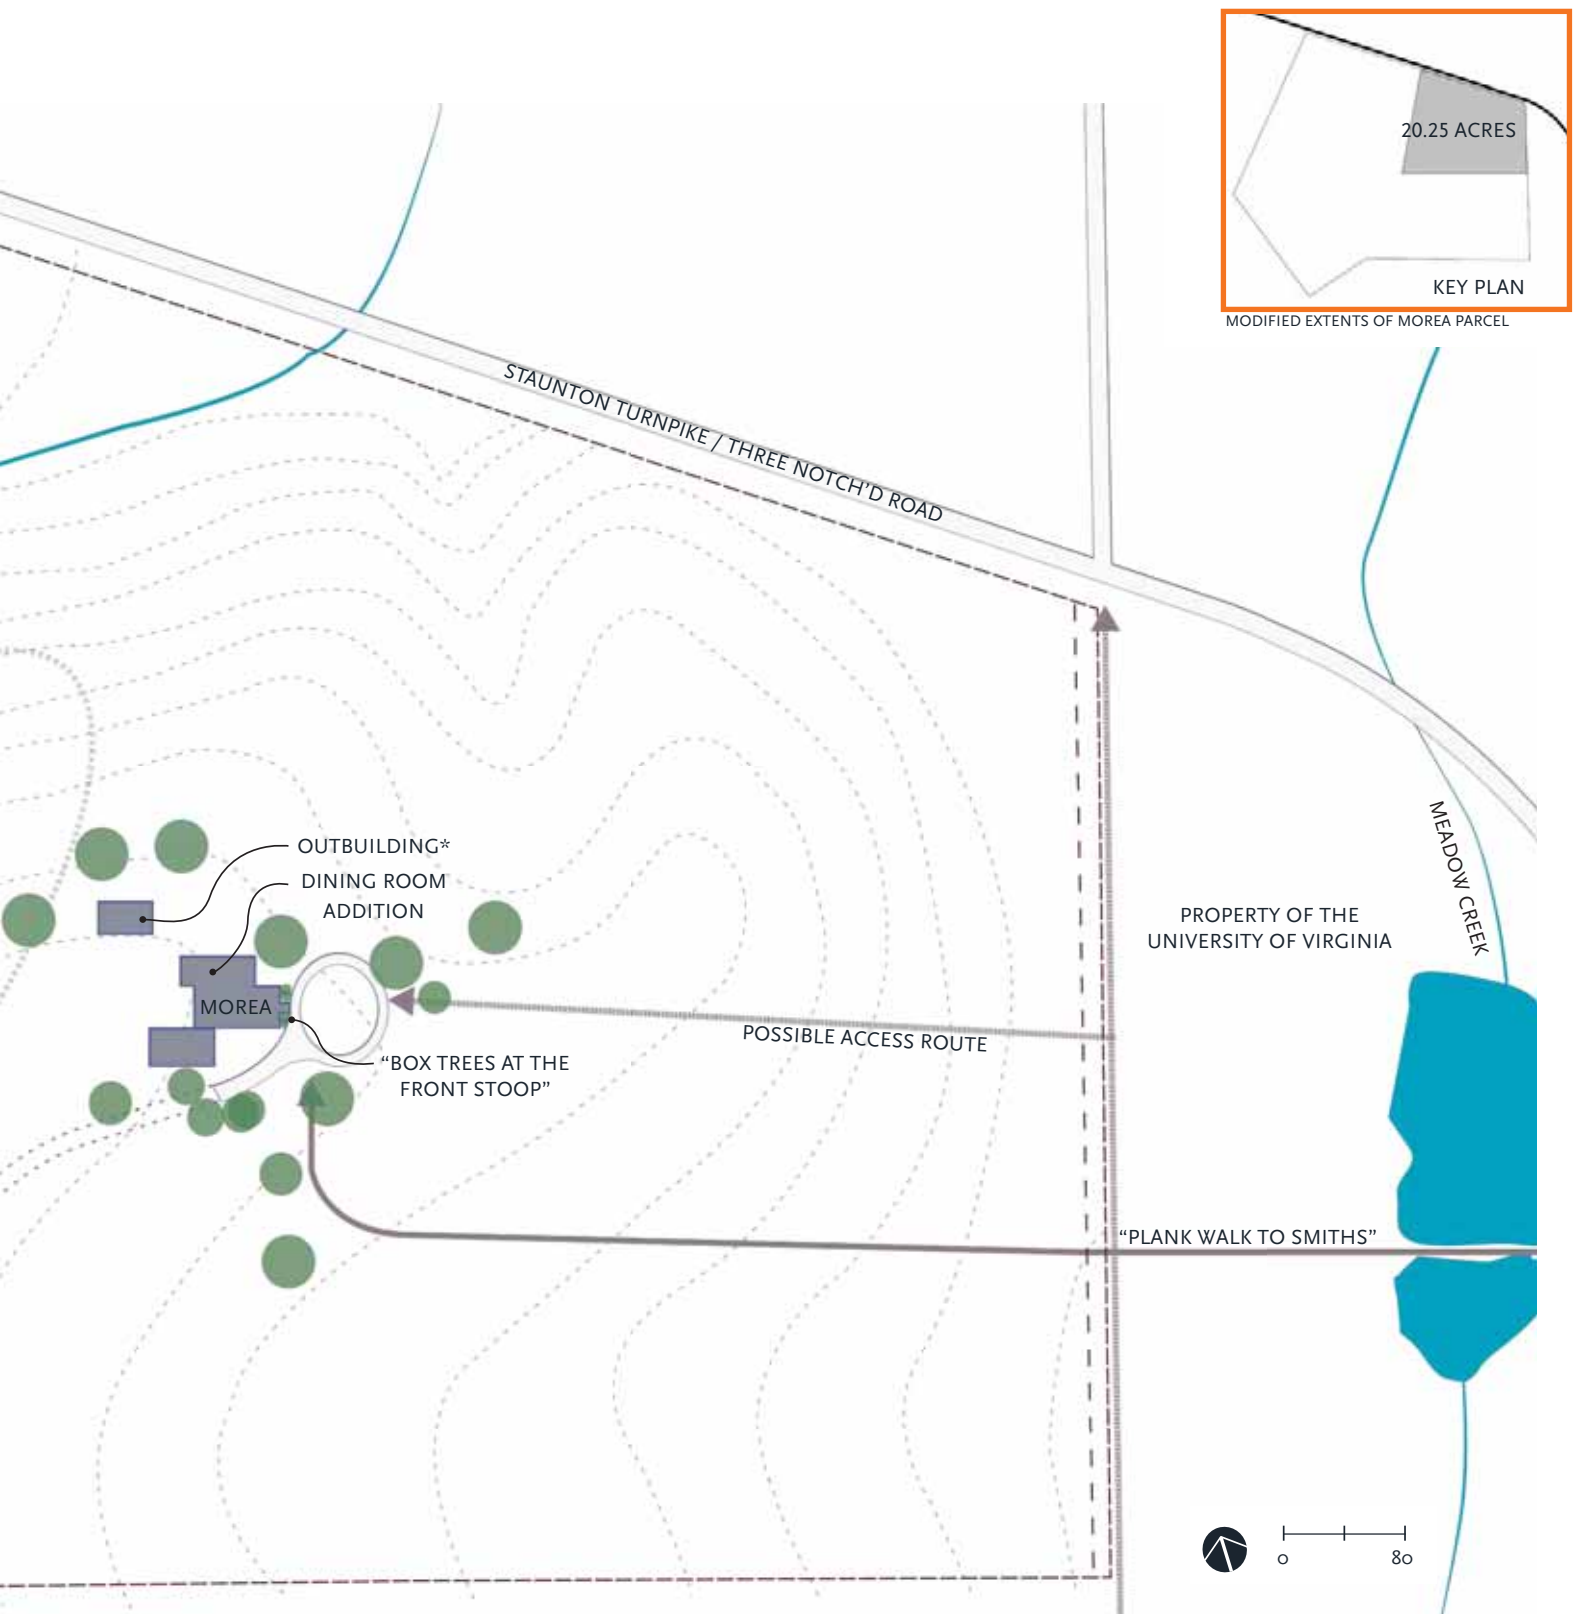 20.25 ACRES
KEY PLAN
MODIFIED EXTENTS OF MOREA PARCEL
STAUNTON TURNPIKE / THREE NOTCH'D ROAD
MEADOW CREEK
OUTBUILDING*
DINING ROOM
ADDITION
PROPERTY OF THE
UNIVERSITY OF VIRGINIA
MOREA
POSSIBLE ACCESS ROUTE
“BOX TREES AT THE
FRONT STOOP”
“PLANK WALK TO SMITHS”
0 80